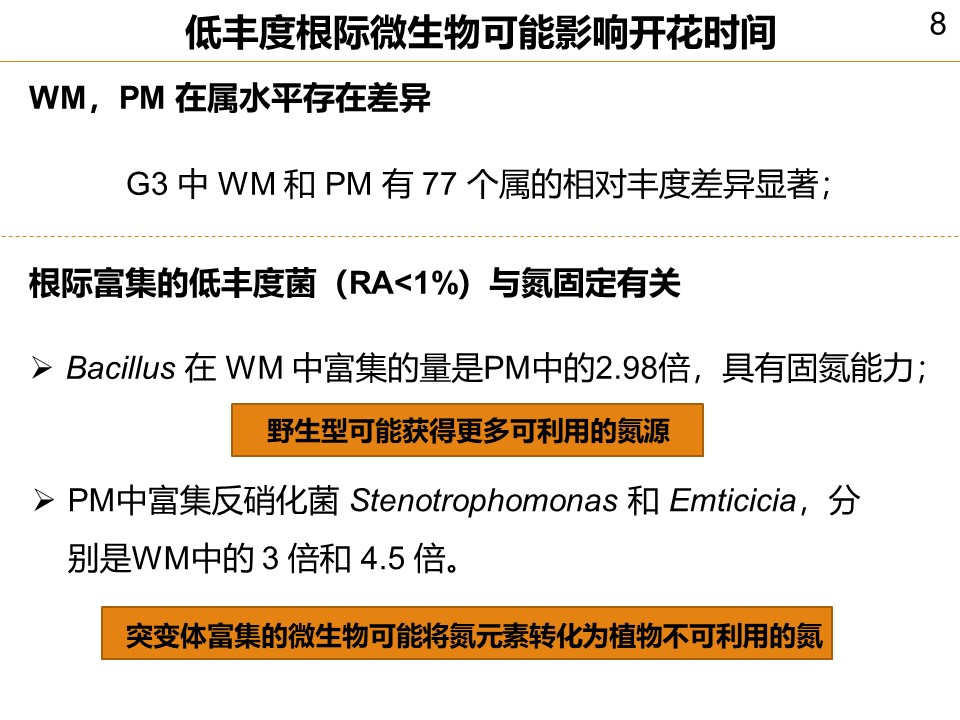 低丰度根际微生物可能影响开花时间
8
WM，PM 在属水平存在差异
G3 中 WM 和 PM 有 77 个属的相对丰度差异显著；
根际富集的低丰度菌（RA<1%）与氮固定有关
➢ Bacillus 在 WM 中富集的量是PM中的2.98倍，具有固氮能力；
野生型可能获得更多可利用的氮源
➢ PM中富集反硝化菌 Stenotrophomonas 和 Emticicia，分
别是WM中的 3 倍和 4.5 倍。
突变体富集的微生物可能将氮元素转化为植物不可利用的氮